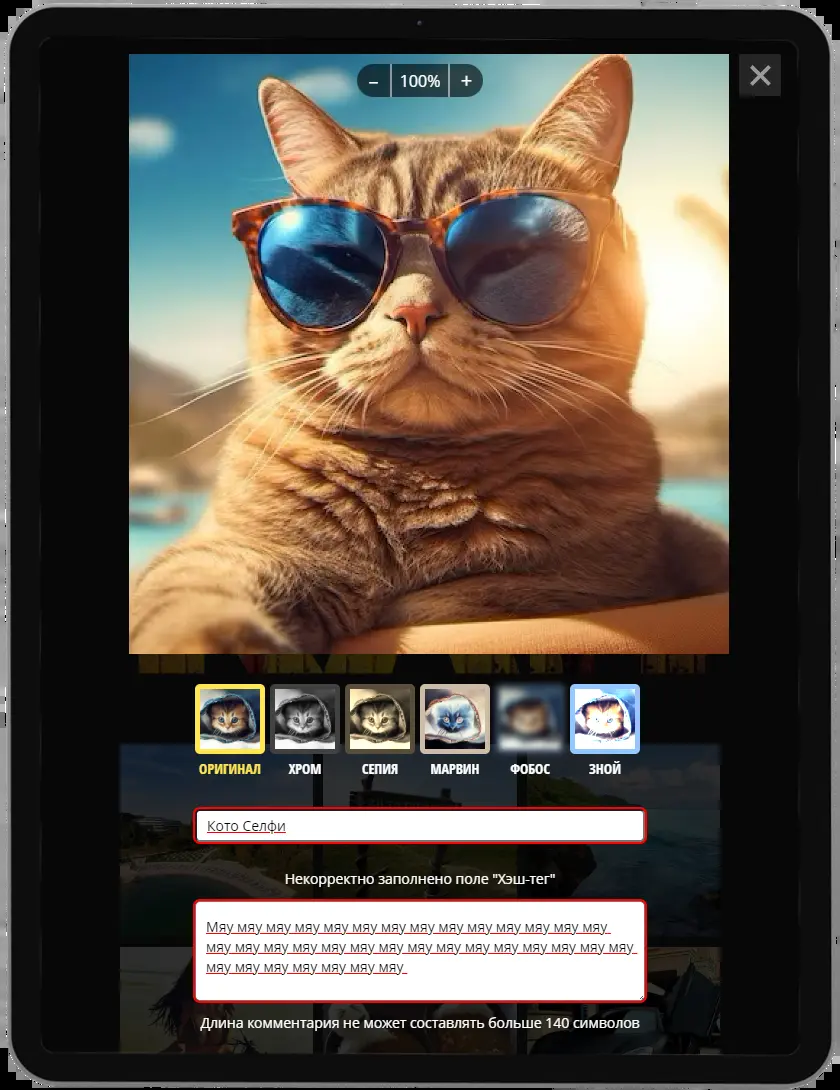 – 100% +
ОРИГИНАЛ ХРОМ СЕПИЯ МАРВИН ФОБОС ЗНОЙ
Кото Селфи
Некорректно заполнено поле "Хэш-тег"
Мяу мяу мяу мяу мяу мяу мяу мяу мяу мяу мяу мяу мяу мяу
мяу мяу мяу мяу мяу мяу мяу мяу мяу мяу мяу мяу мяу мяу мяу
мяу мяу мяу мяу мяу мяу мяу
Длина комментария не может составлять больше 140 символов